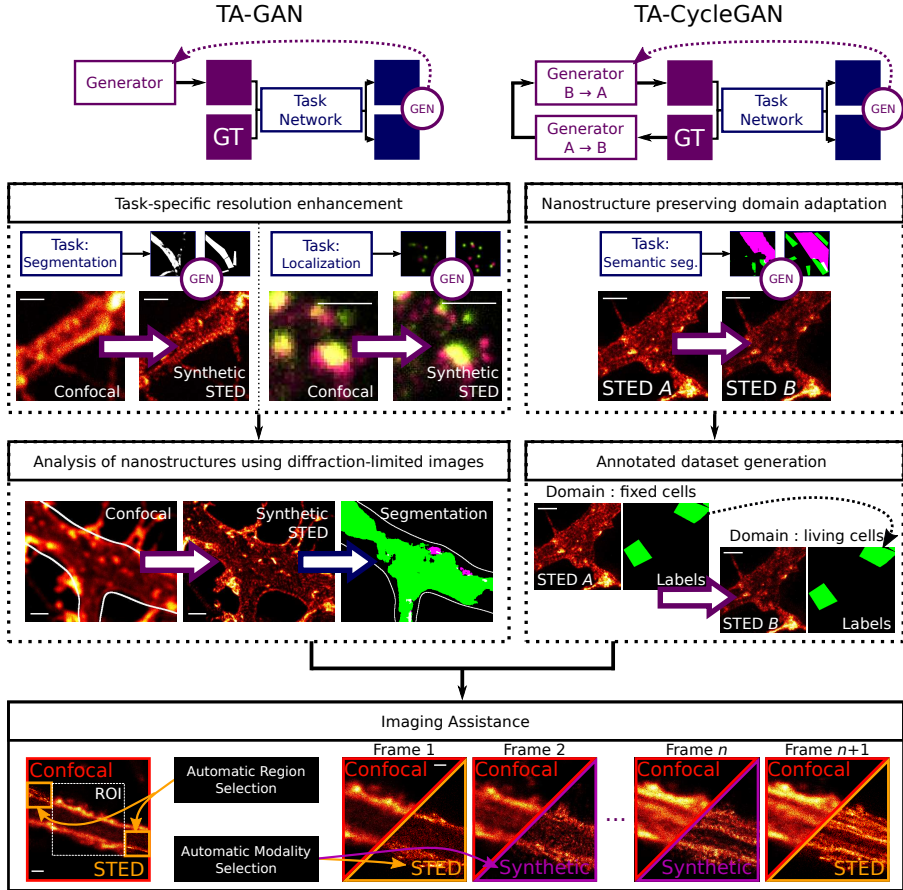 TA-GAN
TA-CycleGAN
Generator
GT
Task
Network
GEN
Generator
B → A
Generator
A → B
GT
Task
Network
GEN
Task-specific resolution enhancement
Nanostructure preserving domain adaptation
Task:
Segmentation
GEN
Confocal
Synthetic
STED
Task:
Localization
GEN
Confocal
Synthetic
STED
Task:
Semantic seg.
GEN
STED A
STED B
Analysis of nanostructures using diffraction-limited images
Annotated dataset generation
Confocal
Synthetic
STED
Segmentation
Domain : fixed cells
STED A
Labels
Domain : living cells
STED B
Labels
Imaging Assistance
Confocal
ROI
STED
Automatic Region
Selection
Automatic Modality
Selection
Frame 1
Confocal
STED
Frame 2
Confocal
Synthetic
...
Frame n
Confocal
Synthetic
Frame n+1
Confocal
STED